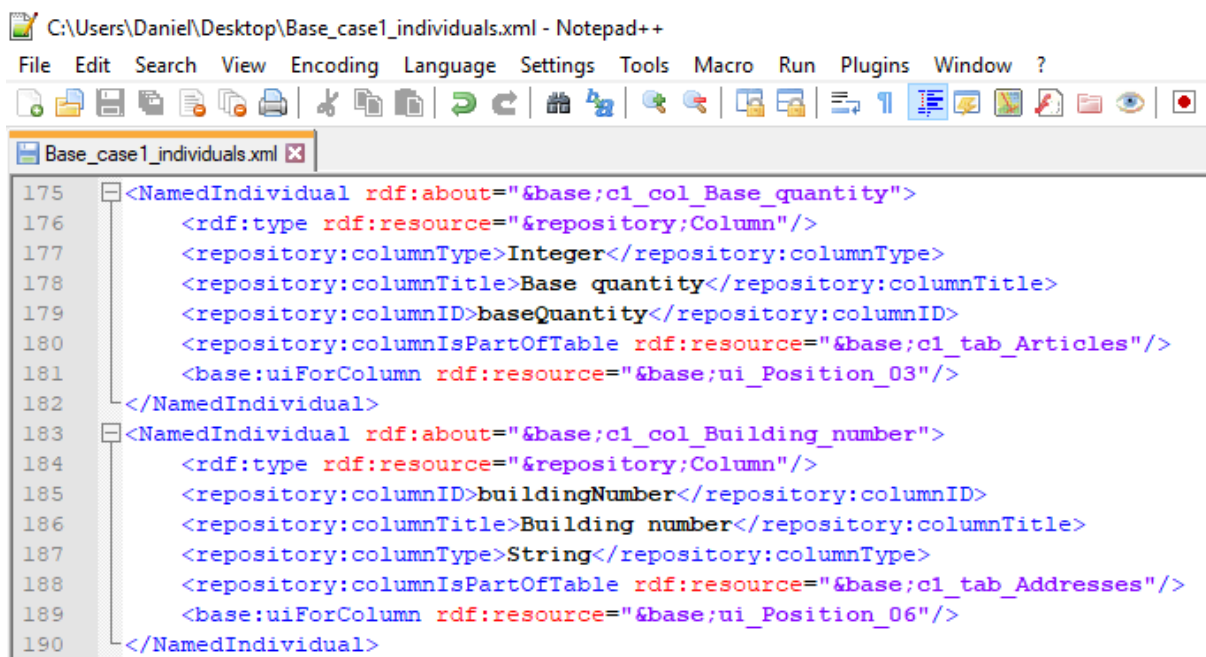 C:\Users\Daniel\Desktop\Base_case1_individuals.xml - Notepad++
File Edit Search View Encoding Language Settings Tools Macro Run Plugins Window ?
Base_case1_individuals.xml
175 <NamedIndividual rdf:about="&base;c1_col_Base_quantity">
176 <rdf:type rdf:resource="&repository;Column"/>
177 <repository:columnType>Integer</repository:columnType>
178 <repository:columnTitle>Base quantity</repository:columnTitle>
179 <repository:columnID>baseQuantity</repository:columnID>
180 <repository:columnIsPartOfTable rdf:resource="&base;c1_tab_Articles"/>
181 <base:uiForColumn rdf:resource="&base;ui_Position_03"/>
182 </NamedIndividual>
183 <NamedIndividual rdf:about="&base;c1_col_Building_number">
184 <rdf:type rdf:resource="&repository;Column"/>
185 <repository:columnID>buildingNumber</repository:columnID>
186 <repository:columnTitle>Building number</repository:columnTitle>
187 <repository:columnType>String</repository:columnType>
188 <repository:columnIsPartOfTable rdf:resource="&base;c1_tab_Addresses"/>
189 <base:uiForColumn rdf:resource="&base;ui_Position_06"/>
190 </NamedIndividual>